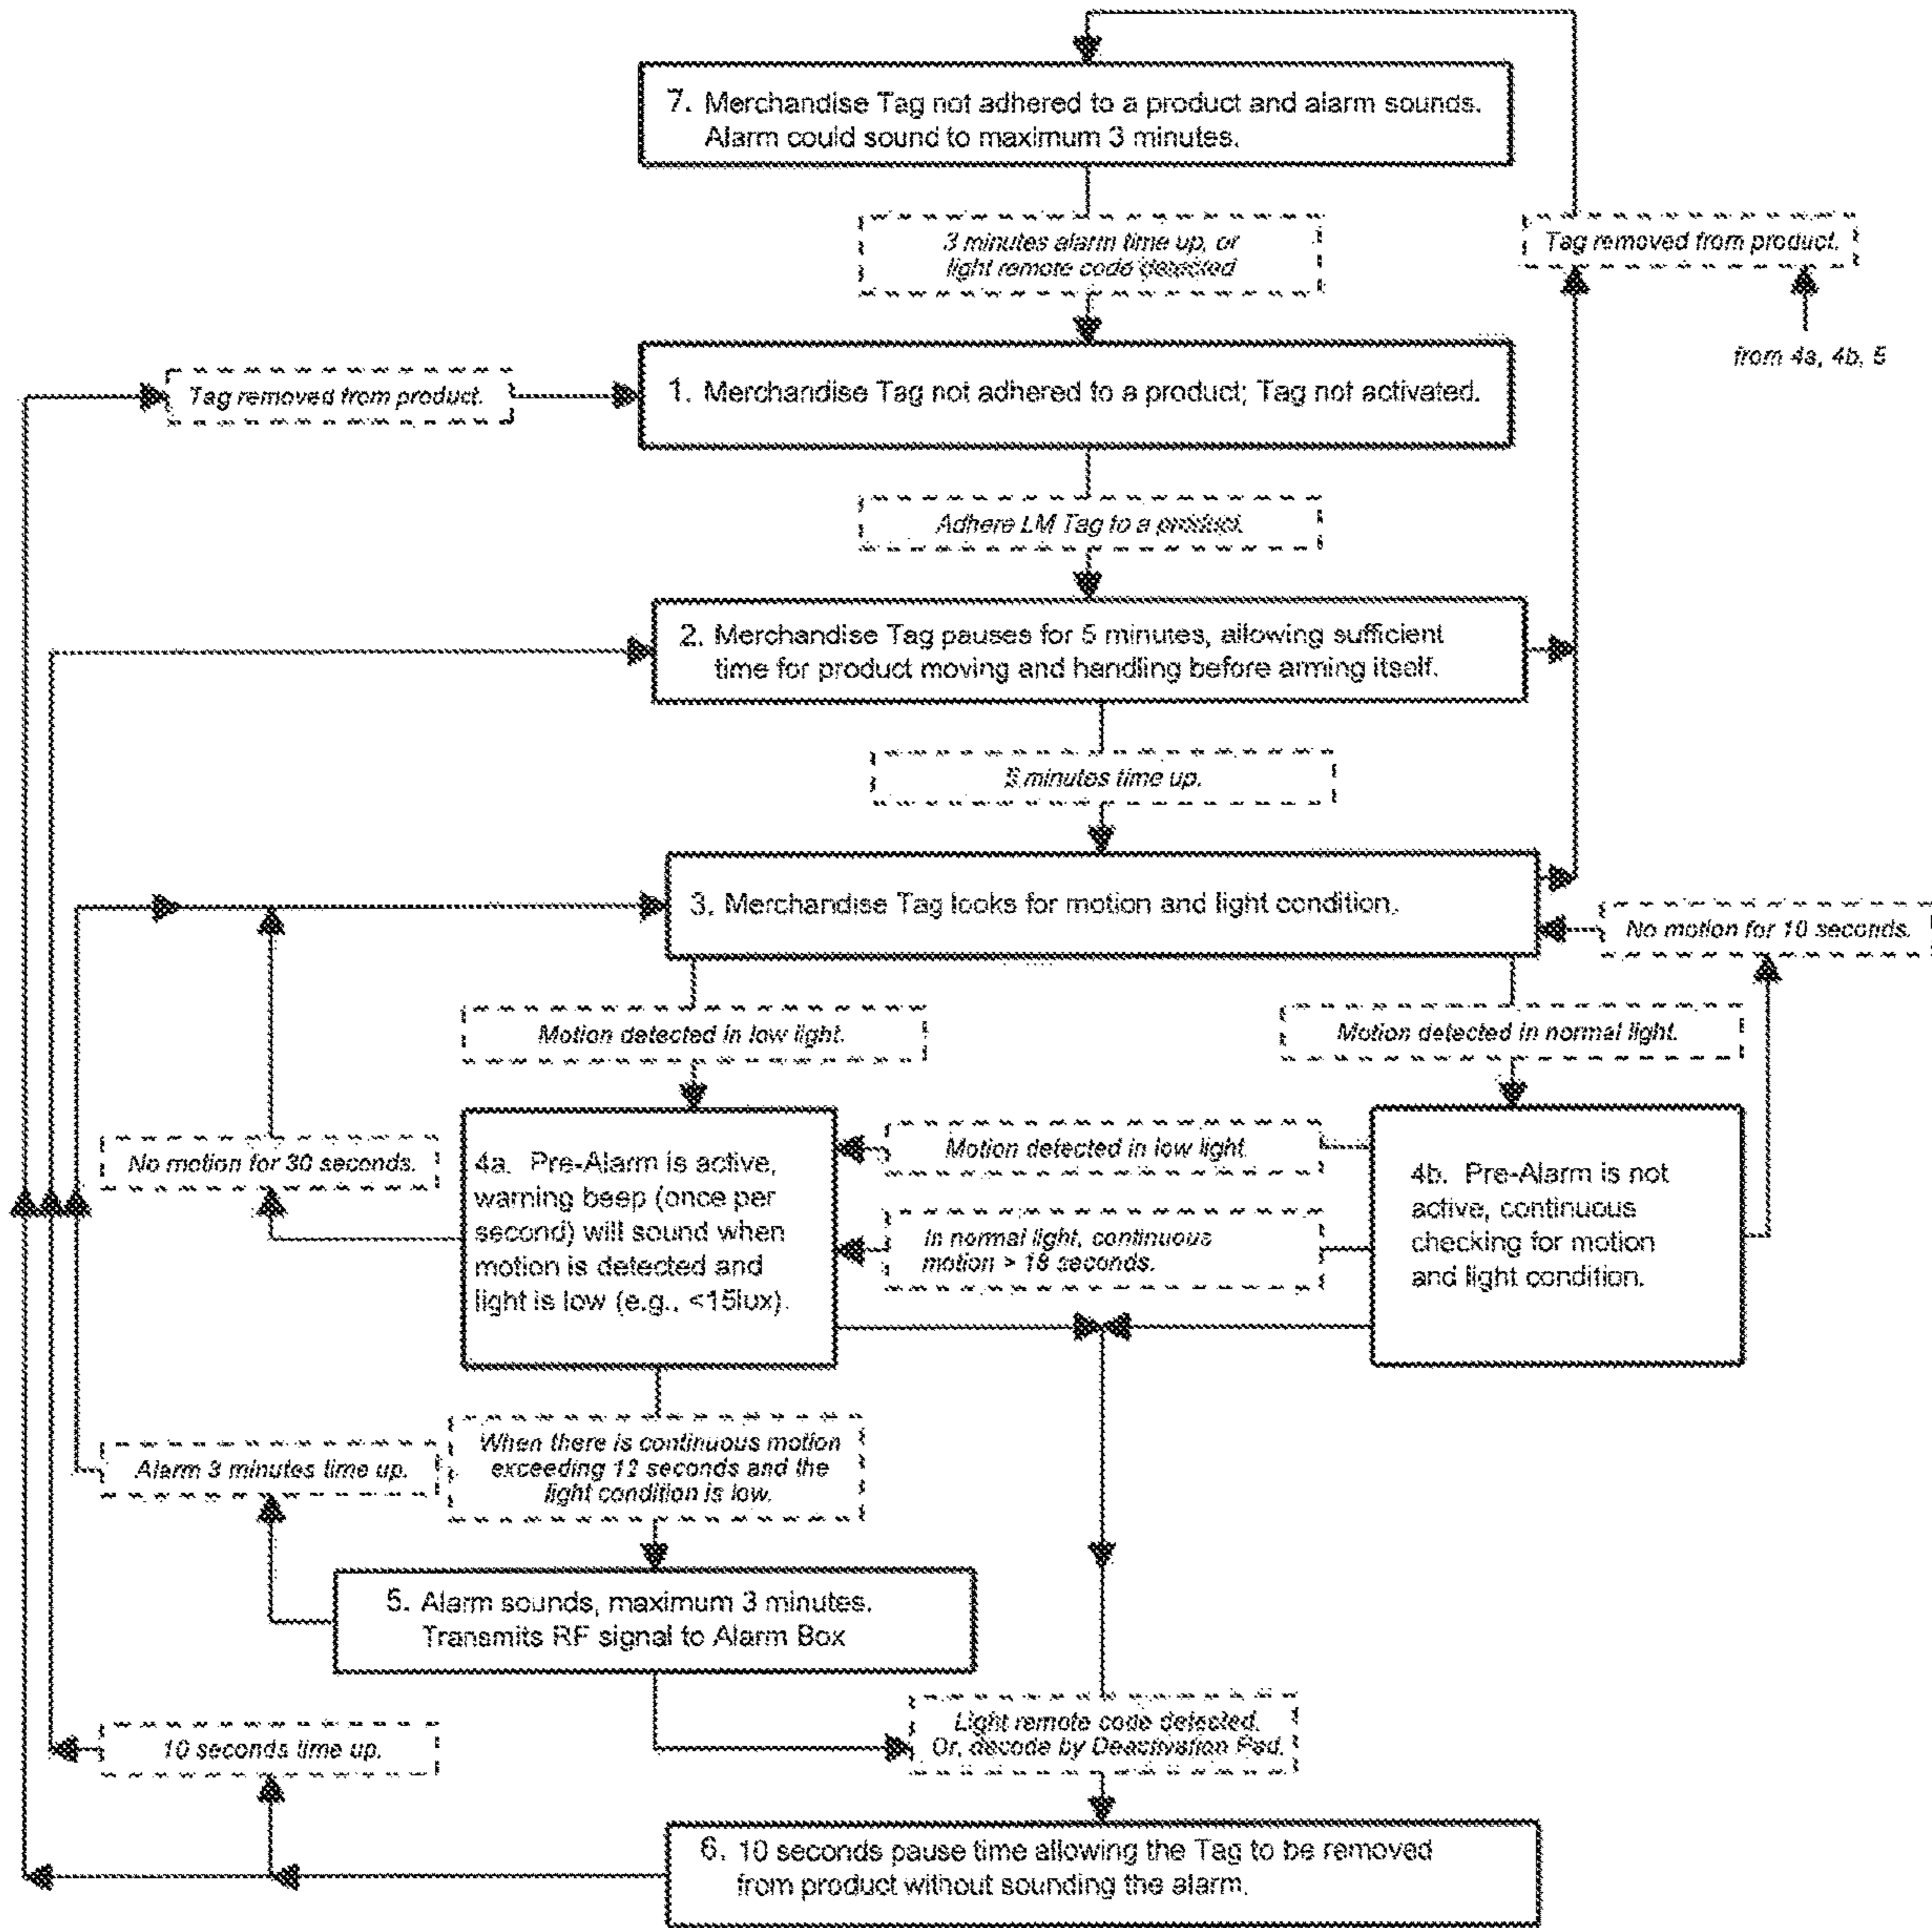 7. Merchandise Tag not adhered to a product and alarm sounds.
Alarm could sound to maximum 3 minutes.
3 minutes alarm time up, or
light remote code detected
Tag removed from product.
from 4a, 4b, 5
Tag removed from product.
1. Merchandise Tag not adhered to a product; Tag not activated.
Adhere LM Tag to a product.
2. Merchandise Tag pauses for 5 minutes, allowing sufficient
time for product moving and handling before arming itself.
5 minutes time up.
3. Merchandise Tag looks for motion and light condition.
No motion for 10 seconds.
Motion detected in low light.
Motion detected in normal light.
No motion for 30 seconds.
4a. Pre-Alarm is active,
warning beep (once per
second) will sound when
motion is detected and
light is low (e.g., <15lux).
Motion detected in low light.
In normal light, continuous
motion > 18 seconds.
4b. Pre-Alarm is not
active, continuous
checking for motion
and light condition.
When there is continuous motion
exceeding 12 seconds and the
light condition is low.
Alarm 3 minutes time up.
5. Alarm sounds, maximum 3 minutes.
Transmits RF signal to Alarm Box
Light remote code detected.
Or, decode by Deactivation Pad.
10 seconds time up.
6. 10 seconds pause time allowing the Tag to be removed
from product without sounding the alarm.